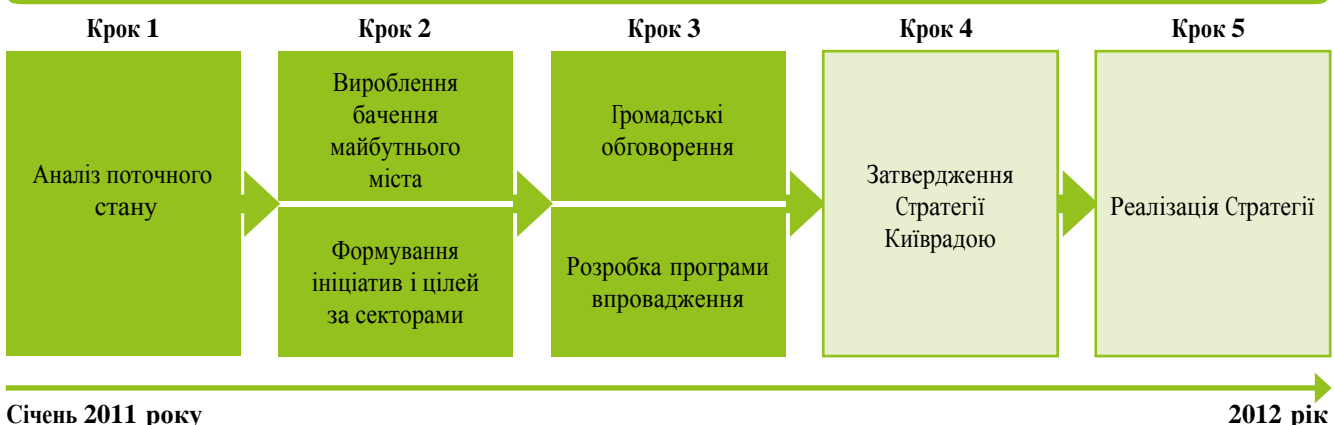 Крок 1
Крок 2
Крок 3
Крок 4
Крок 5
Аналіз поточного
стану
Вироблення
бачення
майбутнього
міста
Формування
ініціатив і цілей
за секторами
Громадські
обговорення
Розробка програми
впровадження
Затвердження
Стратегії
Київрадою
Реалізація Стратегії
Січень 2011 року
2012 рік